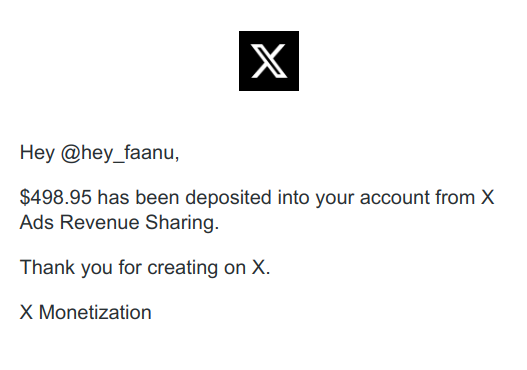 Hey @hey_faanu,
$498.95 has been deposited into your account from X
Ads Revenue Sharing.
Thank you for creating on X.
X Monetization